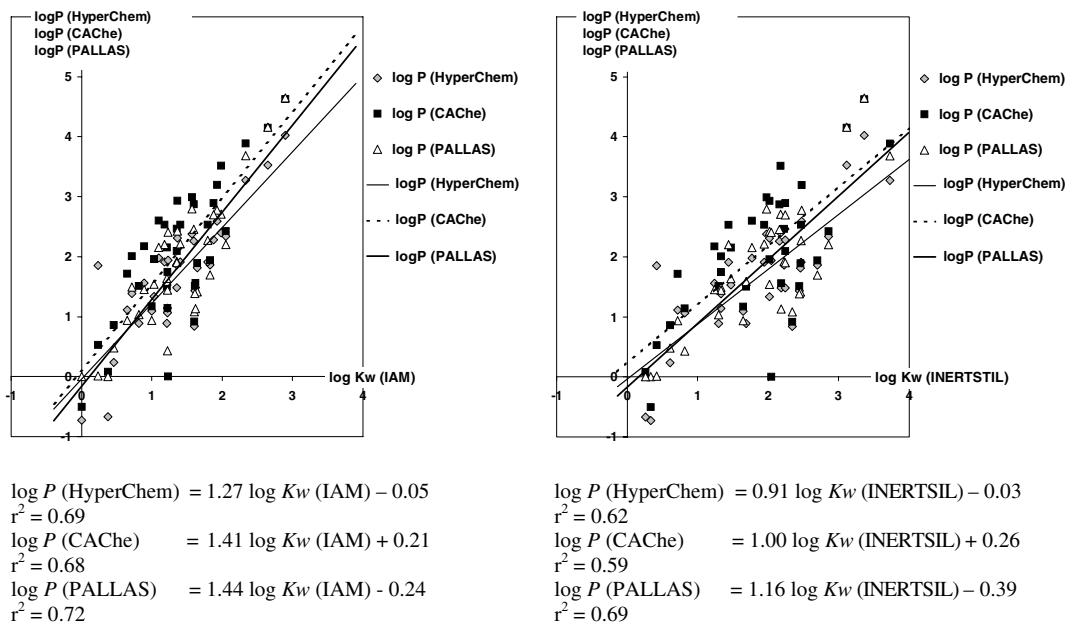 logP (HyperChem)
logP (CAChe)
logP (PALLAS)
5
4
3
2
1
0
-1
-1
0
1
2
3
4
log Kw (IAM)
log P (HyperChem)
log P (CAChe)
log P (PALLAS)
logP (HyperChem)
logP (CAChe)
logP (PALLAS)
log P (HyperChem) = 1.27 log Kw (IAM) – 0.05
r² = 0.69
log P (CAChe) = 1.41 log Kw (IAM) + 0.21
r² = 0.68
log P (PALLAS) = 1.44 log Kw (IAM) - 0.24
r² = 0.72
logP (HyperChem)
logP (CAChe)
logP (PALLAS)
5
4
3
2
1
0
-1
-1
0
1
2
3
4
log Kw (INERTSTIL)
log P (HyperChem)
log P (CAChe)
log P (PALLAS)
logP (HyperChem)
logP (CAChe)
logP (PALLAS)
log P (HyperChem) = 0.91 log Kw (INERTSIL) – 0.03
r² = 0.62
log P (CAChe) = 1.00 log Kw (INERTSIL) + 0.26
r² = 0.59
log P (PALLAS) = 1.16 log Kw (INERTSIL) – 0.39
r² = 0.69